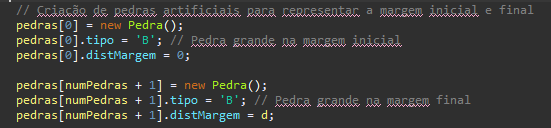 // Criação de pedras artificiais para representar a margem inicial e final
pedras[0] = new Pedra();
pedras[0].tipo = 'B'; // Pedra grande na margem inicial
pedras[0].distMargem = 0;
pedras[numPedras + 1] = new Pedra();
pedras[numPedras + 1].tipo = 'B'; // Pedra grande na margem final
pedras[numPedras + 1].distMargem = d;